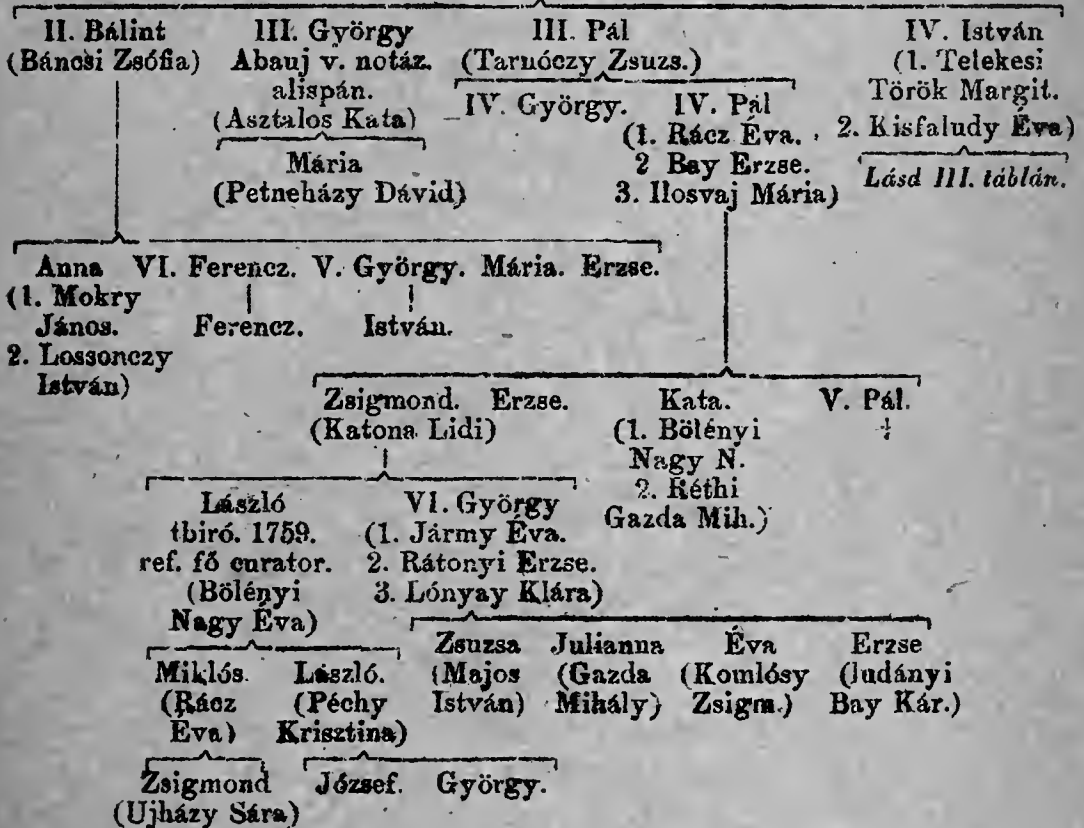 II. Bálint III. György III. Pál IV. István
(Báncsi Zsófia) Abauj v. notáz. (Tarnóczy Zsuzs.) (1. Telekesi
alispán. IV. György. IV. Pál Török Margit.
(Asztalos Kata) (1. Rácz Éva. 2. Kisfaludy Éva)
Mária 2 Bay Erzse. Lásd III. táblán.
(Petneházy Dávid) 3. Ilosvaj Mária)
Anna VI. Ferencz. V. György. Mária. Erzse.
(1. Mokry
János. Ferencz. István.
2. Lossonczy
István)
Zsigmond. Erzse. Kata. V. Pál.
(Katona Lidi) (1. Bölényi
Nagy N.
László VI. György 2. Réthi
tbiró. 1759. (1. Jármy Éva. Gazda Mih.)
ref. fő curator. 2. Rátonyi Erzse.
(Bölényi 3. Lónyay Klára)
Nagy Éva)
Zsuzsa Julianna Éva Erzse
Miklós. László. (Majos (Gazda (Komlósy (Judányi
(Rácz (Péchy István) Mihály) Zsigm.) Bay Kár.)
Eva) Krisztina)
Zsigmond József. György.
(Ujházy Sára)